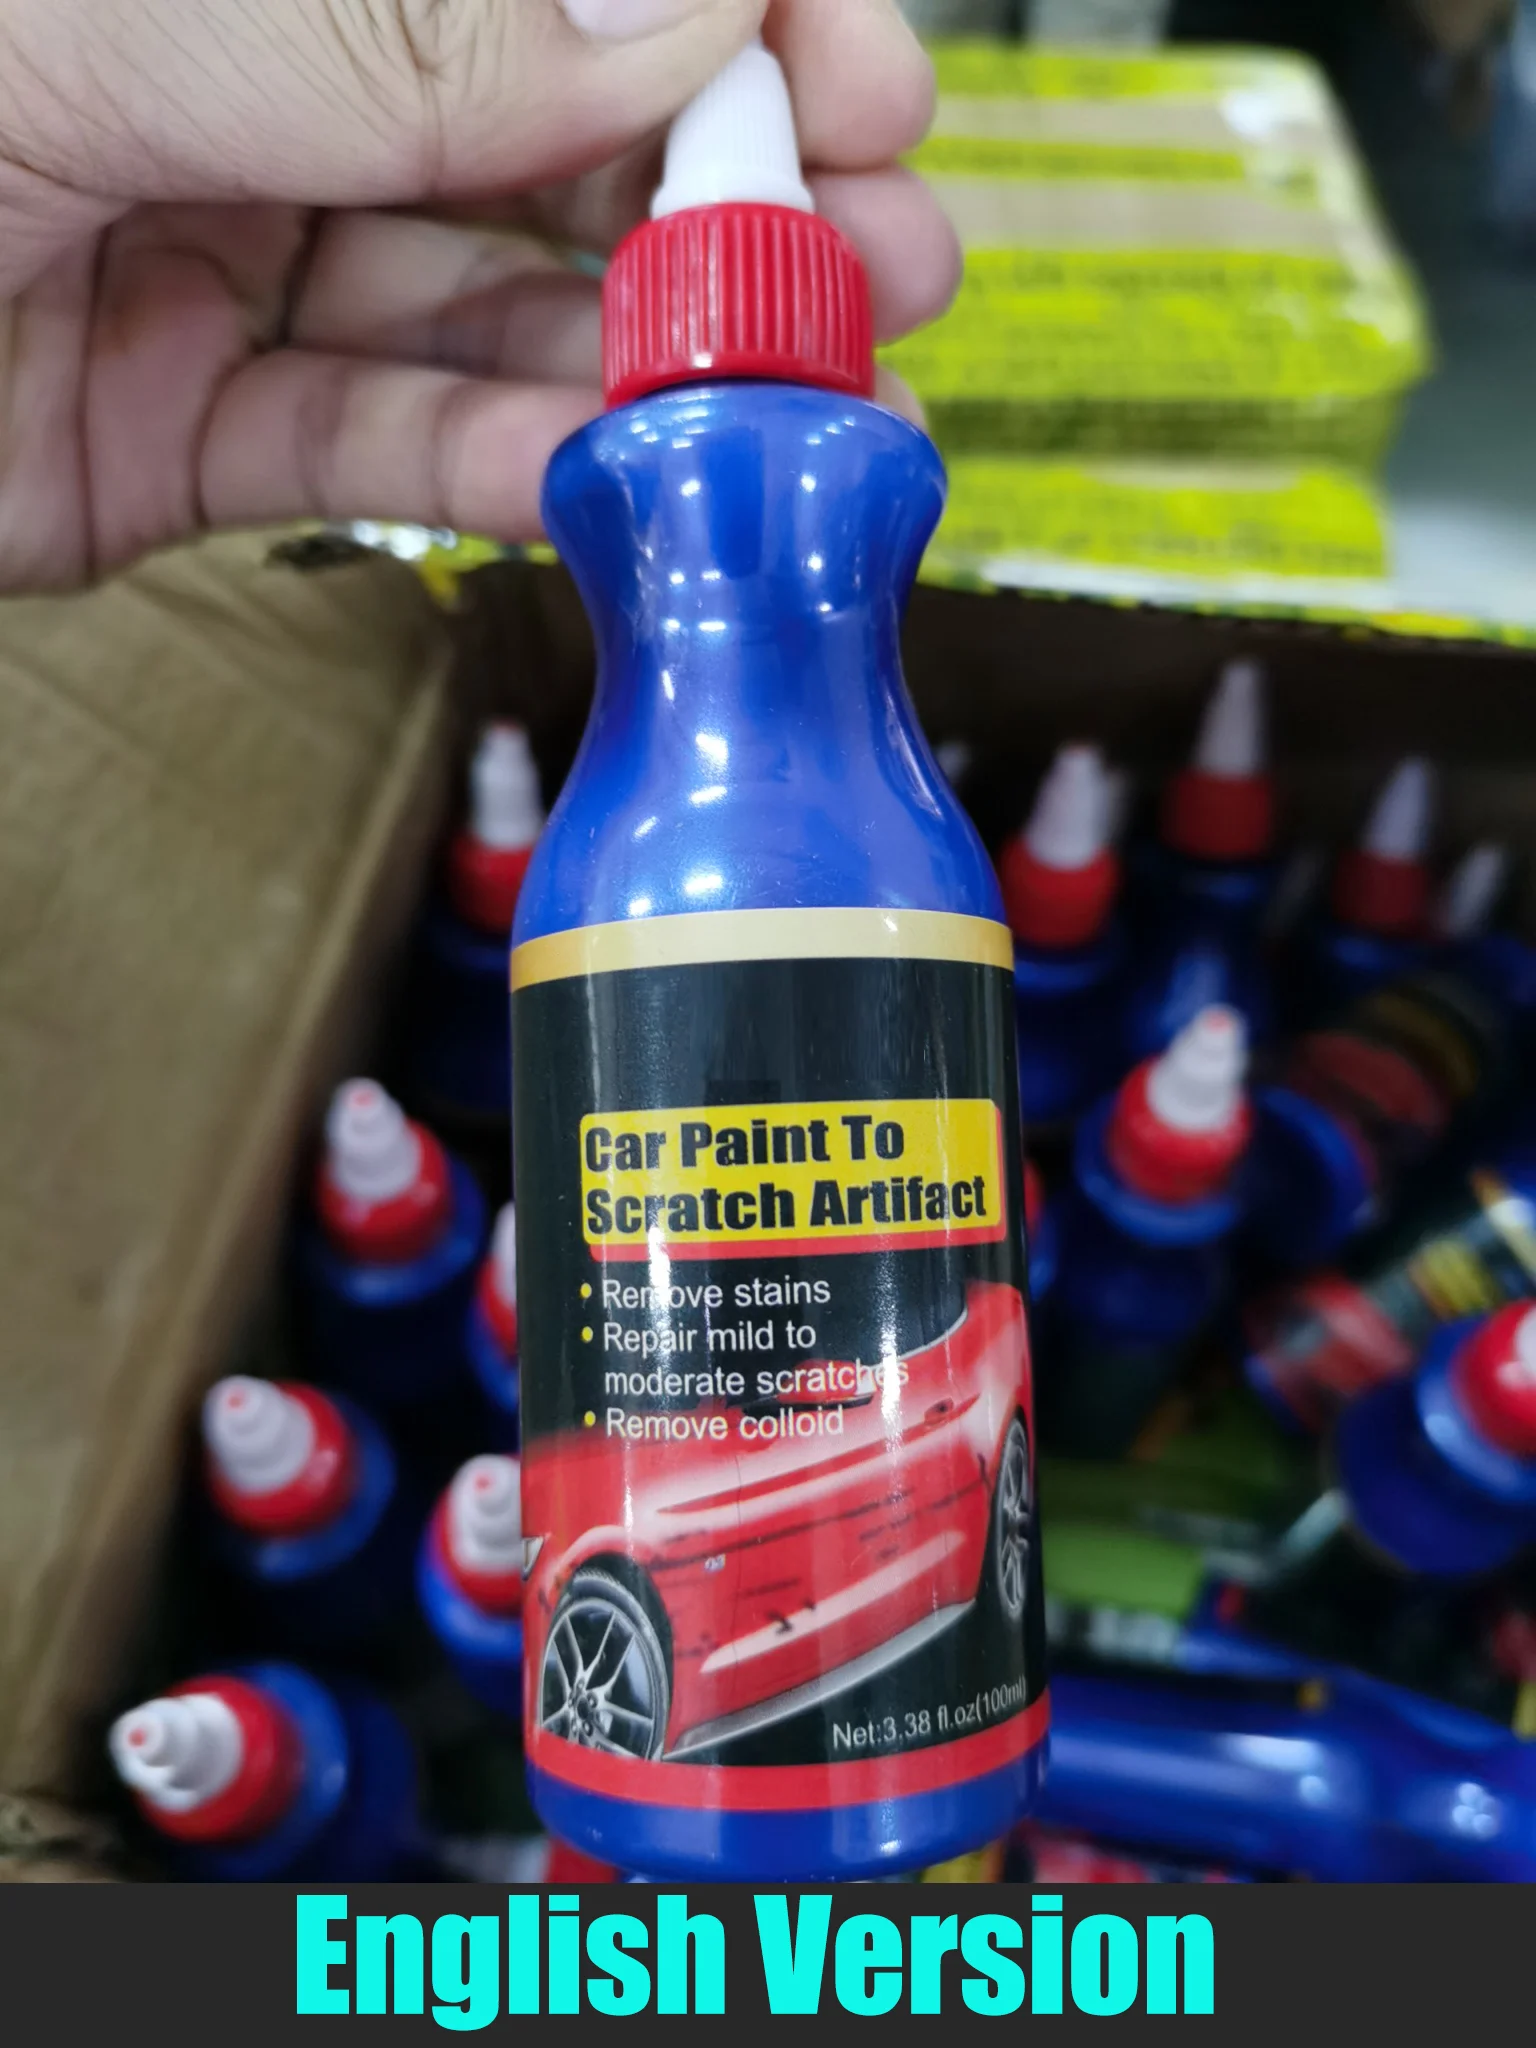 Car Paint To
Scratch Artifact
• Remove stains
• Repair mild to
moderate scratches
• Remove colloid
Net:3.38 fl.oz(100ml)
English Version